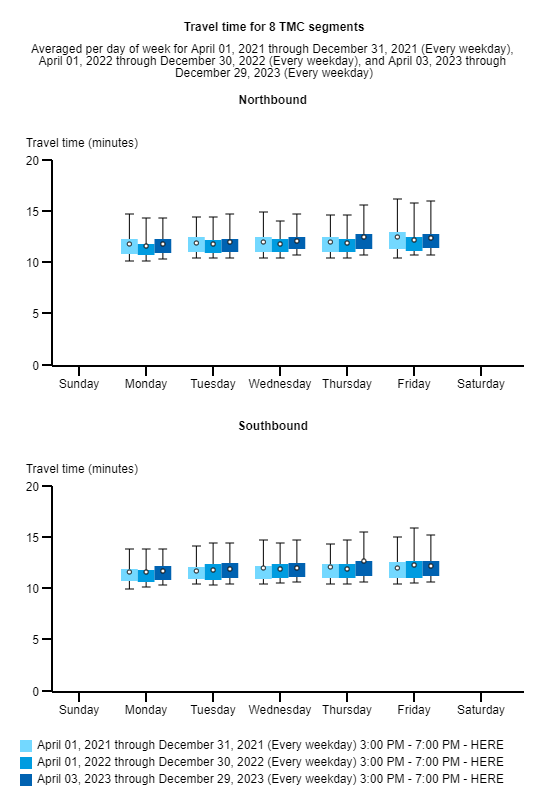 Travel time for 8 TMC segments
Averaged per day of week for April 01, 2021 through December 31, 2021 (Every weekday),
April 01, 2022 through December 30, 2022 (Every weekday), and April 03, 2023 through
December 29, 2023 (Every weekday)
Northbound
Travel time (minutes)
20
15
10
5
0
Sunday Monday Tuesday Wednesday Thursday Friday Saturday
Southbound
Travel time (minutes)
20
15
10
5
0
Sunday Monday Tuesday Wednesday Thursday Friday Saturday
April 01, 2021 through December 31, 2021 (Every weekday) 3:00 PM - 7:00 PM - HERE
April 01, 2022 through December 30, 2022 (Every weekday) 3:00 PM - 7:00 PM - HERE
April 03, 2023 through December 29, 2023 (Every weekday) 3:00 PM - 7:00 PM - HERE